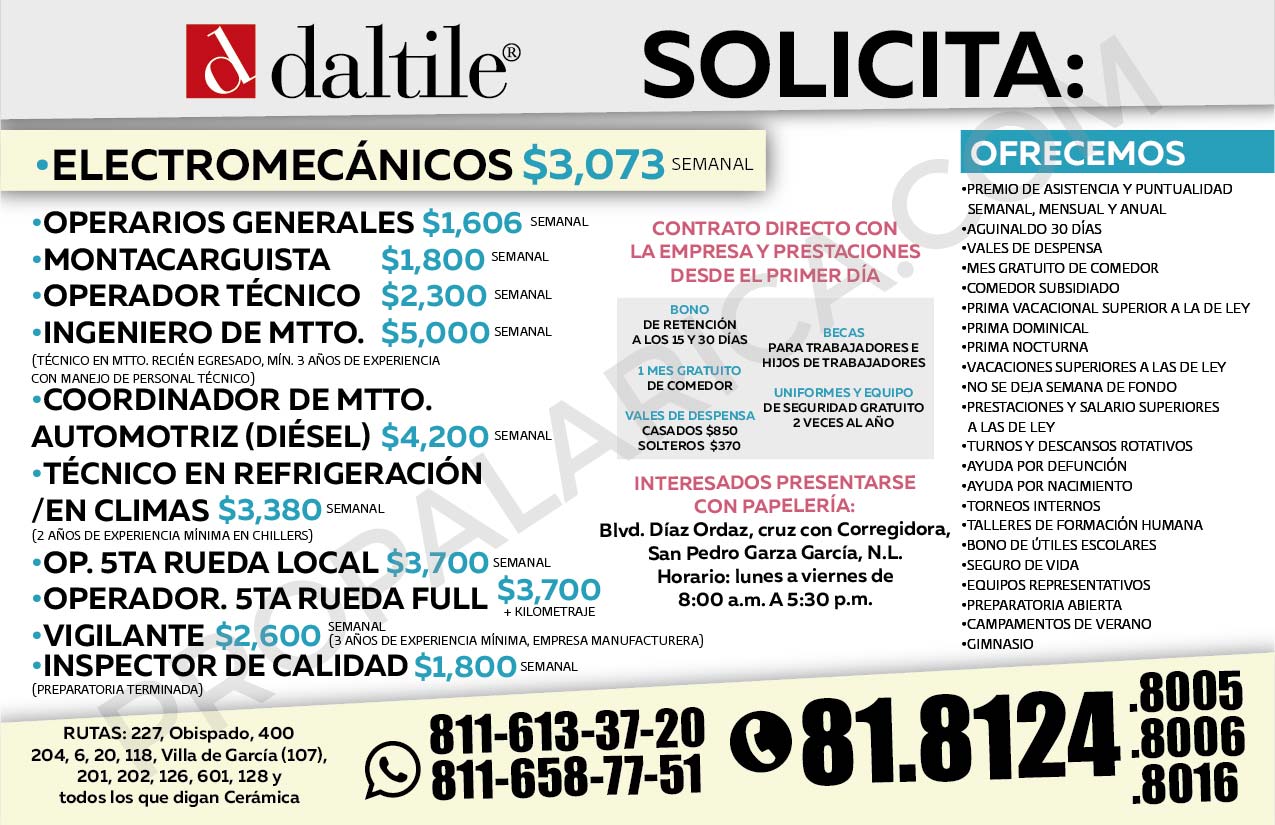 daltile®
SOLICITA:
•ELECTROMECÁNICOS $3,073 SEMANAL
•OPERARIOS GENERALES $1,606 SEMANAL
•MONTACARGUISTA $1,800 SEMANAL
•OPERADOR TÉCNICO $2,300 SEMANAL
•INGENIERO DE MTTO. $5,000 SEMANAL
(TÉCNICO EN MTTO. RECIÉN EGRESADO, MÍN. 3 AÑOS DE EXPERIENCIA
CON MANEJO DE PERSONAL TÉCNICO)
•COORDINADOR DE MTTO.
AUTOMOTRIZ (DIÉSEL) $4,200 SEMANAL
•TÉCNICO EN REFRIGERACIÓN
/EN CLIMAS $3,380 SEMANAL
(2 AÑOS DE EXPERIENCIA MÍNIMA EN CHILLERS)
•OP. 5TA RUEDA LOCAL $3,700 SEMANAL
•OPERADOR. 5TA RUEDA FULL $3,700
+ KILOMETRAJE
•VIGILANTE $2,600 SEMANAL
(3 AÑOS DE EXPERIENCIA MÍNIMA, EMPRESA MANUFACTURERA)
•INSPECTOR DE CALIDAD $1,800 SEMANAL
(PREPARATORIA TERMINADA)
CONTRATO DIRECTO CON
LA EMPRESA Y PRESTACIONES
DESDE EL PRIMER DÍA
BONO
DE RETENCIÓN
A LOS 15 Y 30 DÍAS
1 MES GRATUITO
DE COMEDOR
VALES DE DESPENSA
CASADOS $850
SOLTEROS $370
BECAS
PARA TRABAJADORES E
HIJOS DE TRABAJADORES
UNIFORMES Y EQUIPO
DE SEGURIDAD GRATUITO
2 VECES AL AÑO
INTERESADOS PRESENTARSE
CON PAPELERÍA:
Blvd. Díaz Ordaz, cruz con Corregidora,
San Pedro Garza García, N.L.
Horario: lunes a viernes de
8:00 a.m. A 5:30 p.m.
OFRECEMOS
•PREMIO DE ASISTENCIA Y PUNTUALIDAD
SEMANAL, MENSUAL Y ANUAL
•AGUINALDO 30 DÍAS
•VALES DE DESPENSA
•MES GRATUITO DE COMEDOR
•COMEDOR SUBSIDIADO
•PRIMA VACACIONAL SUPERIOR A LA DE LEY
•PRIMA DOMINICAL
•PRIMA NOCTURNA
•VACACIONES SUPERIORES A LAS DE LEY
•NO SE DEJA SEMANA DE FONDO
•PRESTACIONES Y SALARIO SUPERIORES
A LAS DE LEY
•TURNOS Y DESCANSOS ROTATIVOS
•AYUDA POR DEFUNCIÓN
•AYUDA POR NACIMIENTO
•TORNEOS INTERNOS
•TALLERES DE FORMACIÓN HUMANA
•BONO DE ÚTILES ESCOLARES
•SEGURO DE VIDA
•EQUIPOS REPRESENTATIVOS
•PREPARATORIA ABIERTA
•CAMPAMENTOS DE VERANO
•GIMNASIO
RUTAS: 227, Obispado, 400
204, 6, 20, 118, Villa de García (107),
201, 202, 126, 601, 128 y
todos los que digan Cerámica
811-613-37-20
811-658-77-51
81.8124
.8005
.8006
.8016
PROPALARICA.COM